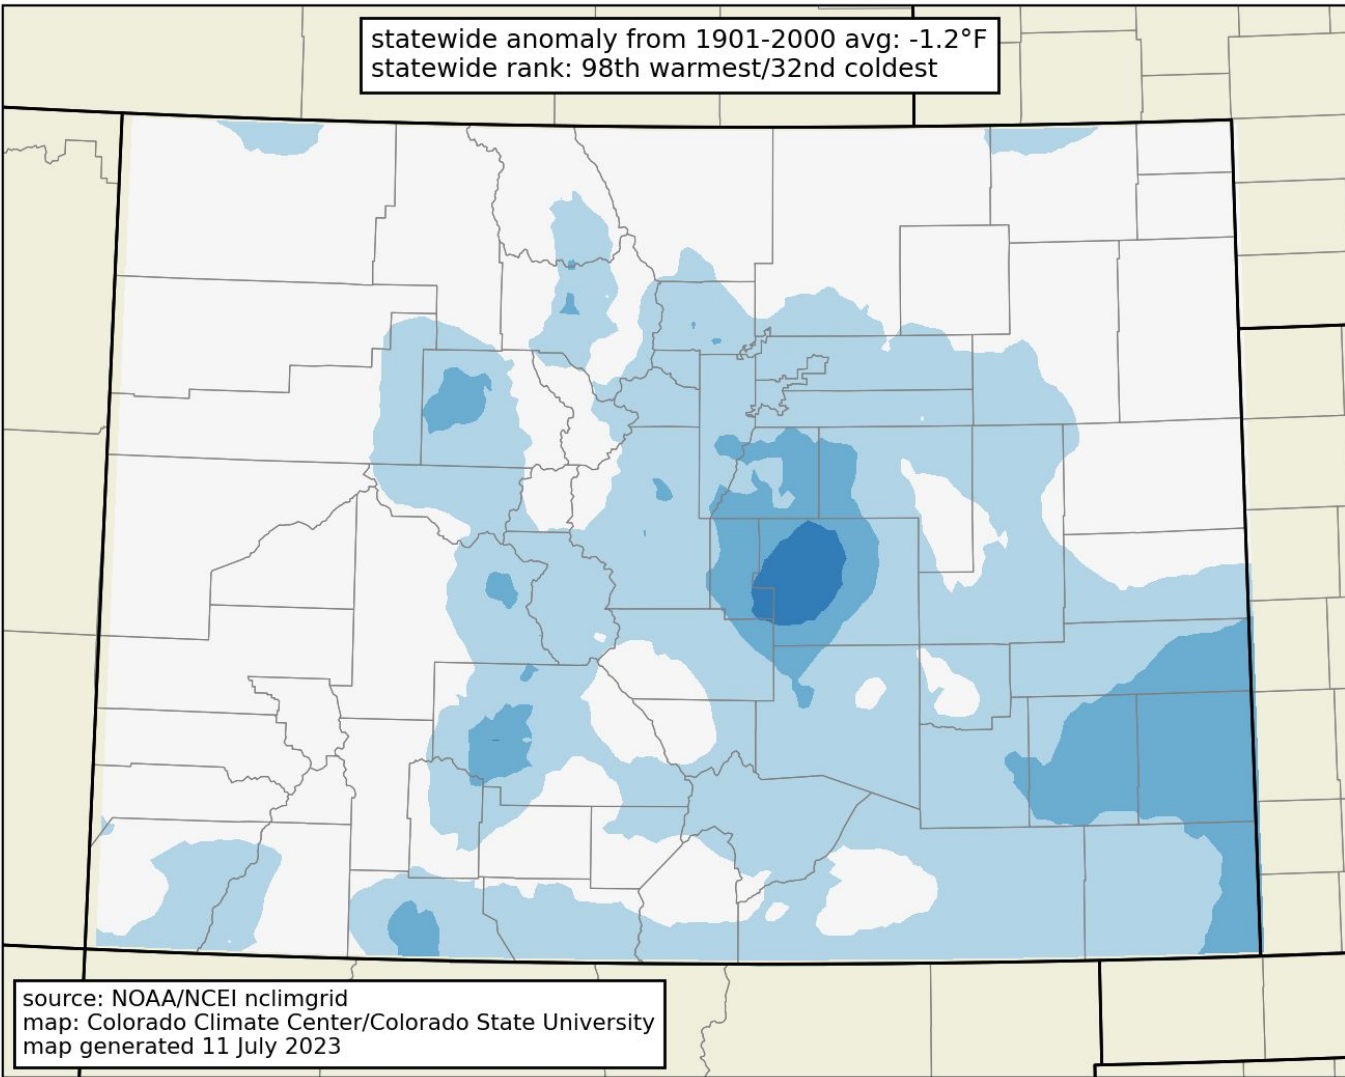 statewide anomaly from 1901-2000 avg: -1.2°F
statewide rank: 98th warmest/32nd coldest
source: NOAA/NCEI nclimgrid
map: Colorado Climate Center/Colorado State University
map generated 11 July 2023